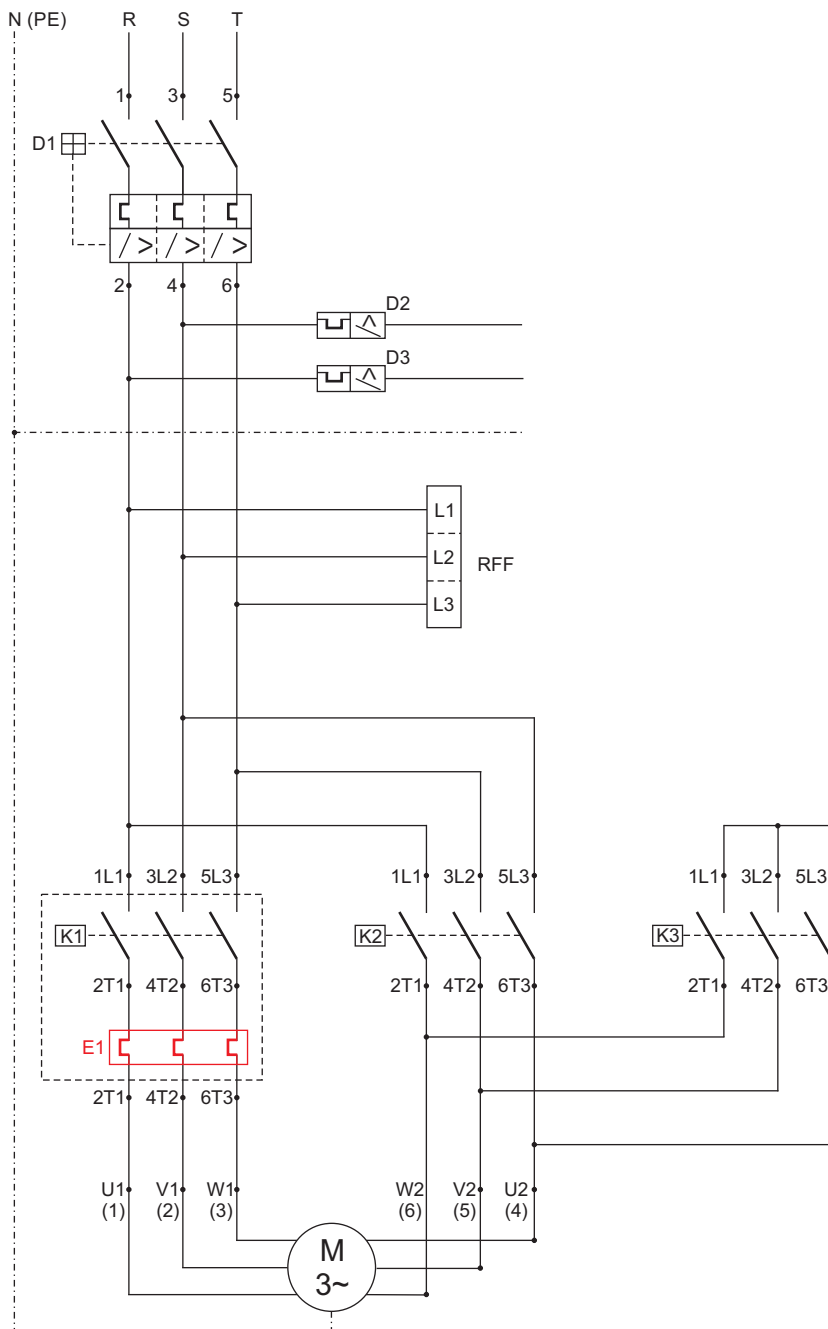 N (PE) R S T
1 3 5
D1
2 4 6
D2
D3
L1
L2 RFF
L3
1L1 3L2 5L3 1L1 3L2 5L3 1L1 3L2 5L3
K1 K2 K3
2T1 4T2 6T3 2T1 4T2 6T3 2T1 4T2 6T3
E1
2T1 4T2 6T3
U1 V1 W1 W2 V2 U2
(1) (2) (3) (6) (5) (4)
M
3~